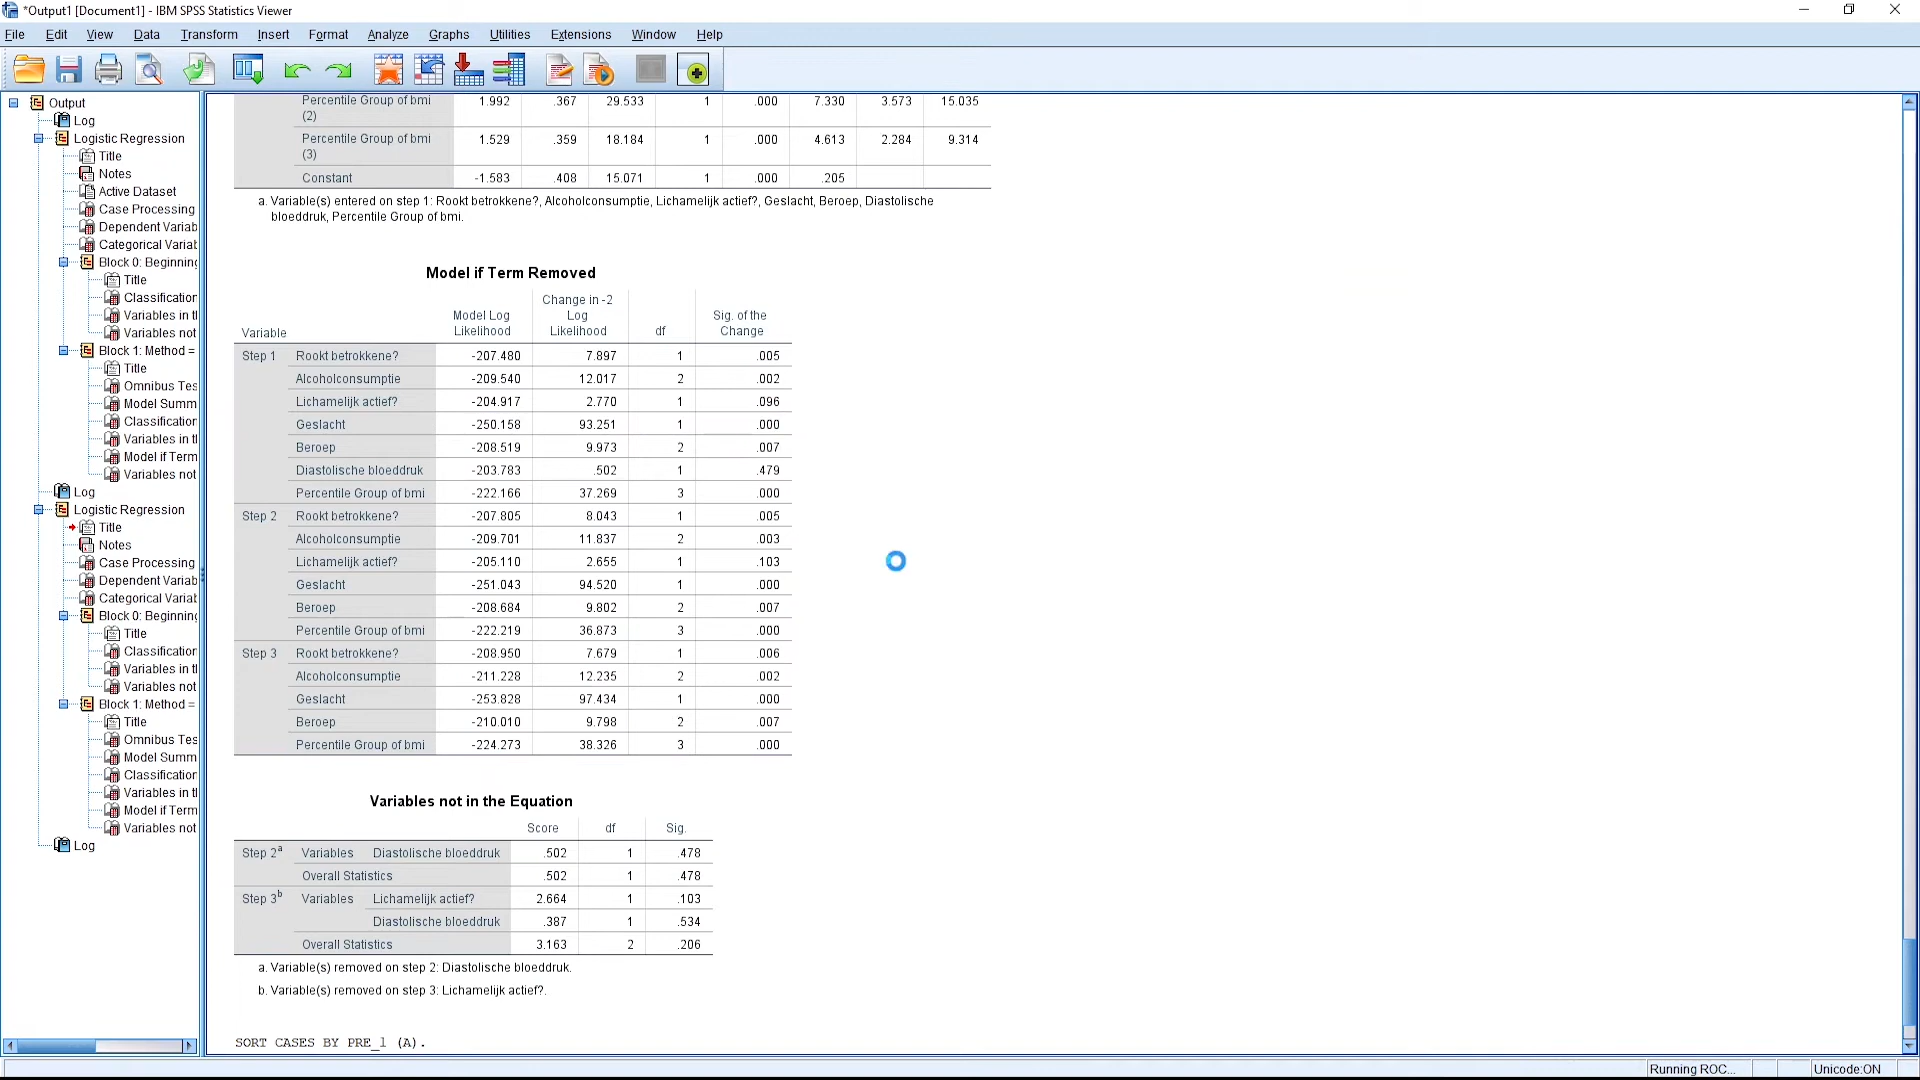 *Output1 [Document1] - IBM SPSS Statistics Viewer
File Edit View Data Transform Insert Format Analyze Graphs Utilities Extensions Window Help
Output
Log
Logistic Regression
Title
Notes
Active Dataset
Case Processing
Dependent Variab
Categorical Variab
Block 0: Beginning
Title
Classification
Variables in tl
Variables not
Block 1: Method =
Title
Omnibus Tes
Model Summ
Classification
Variables in tl
Model if Term
Variables not
Log
Logistic Regression
Title
Notes
Case Processing
Dependent Variab
Categorical Variab
Block 0: Beginning
Title
Classification
Variables in tl
Variables not
Block 1: Method =
Title
Omnibus Tes
Model Summ
Classification
Variables in tl
Model if Term
Variables not
Log
Percentile Group of bmi (2) 1.992 .367 29.533 1 .000 7.330 3.573 15.035
Percentile Group of bmi (3) 1.529 .359 18.184 1 .000 4.613 2.284 9.314
Constant -1.583 .408 15.071 1 .000 .205
a. Variable(s) entered on step 1: Rookt betrokkene?, Alcoholconsumptie, Lichamelijk actief?, Geslacht, Beroep, Diastolische
bloeddruk, Percentile Group of bmi.
Model if Term Removed
Variable Model Log Likelihood Change in -2 Log Likelihood df Sig. of the Change
Step 1 Rookt betrokkene? -207.480 7.897 1 .005
Alcoholconsumptie -209.540 12.017 2 .002
Lichamelijk actief? -204.917 2.770 1 .096
Geslacht -250.158 93.251 1 .000
Beroep -208.519 9.973 2 .007
Diastolische bloeddruk -203.783 .502 1 .479
Percentile Group of bmi -222.166 37.269 3 .000
Step 2 Rookt betrokkene? -207.805 8.043 1 .005
Alcoholconsumptie -209.701 11.837 2 .003
Lichamelijk actief? -205.110 2.655 1 .103
Geslacht -251.043 94.520 1 .000
Beroep -208.684 9.802 2 .007
Percentile Group of bmi -222.219 36.873 3 .000
Step 3 Rookt betrokkene? -208.950 7.679 1 .006
Alcoholconsumptie -211.228 12.235 2 .002
Geslacht -253.828 97.434 1 .000
Beroep -210.010 9.798 2 .007
Percentile Group of bmi -224.273 38.326 3 .000
Variables not in the Equation
Score df Sig.
Step 2a Variables Diastolische bloeddruk .502 1 .478
Overall Statistics .502 1 .478
Step 3b Variables Lichamelijk actief? 2.664 1 .103
Diastolische bloeddruk .387 1 .534
Overall Statistics 3.163 2 .206
a. Variable(s) removed on step 2: Diastolische bloeddruk.
b. Variable(s) removed on step 3: Lichamelijk actief?.
SORT CASES BY PRE_1 (A).
Running ROC... Unicode:ON